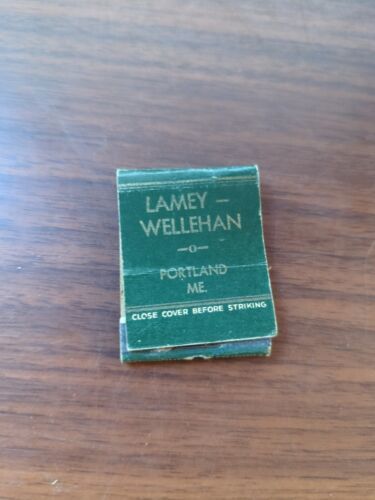 LAMEY –
WELLEHAN
–o–
PORTLAND
ME.
CLOSE COVER BEFORE STRIKING